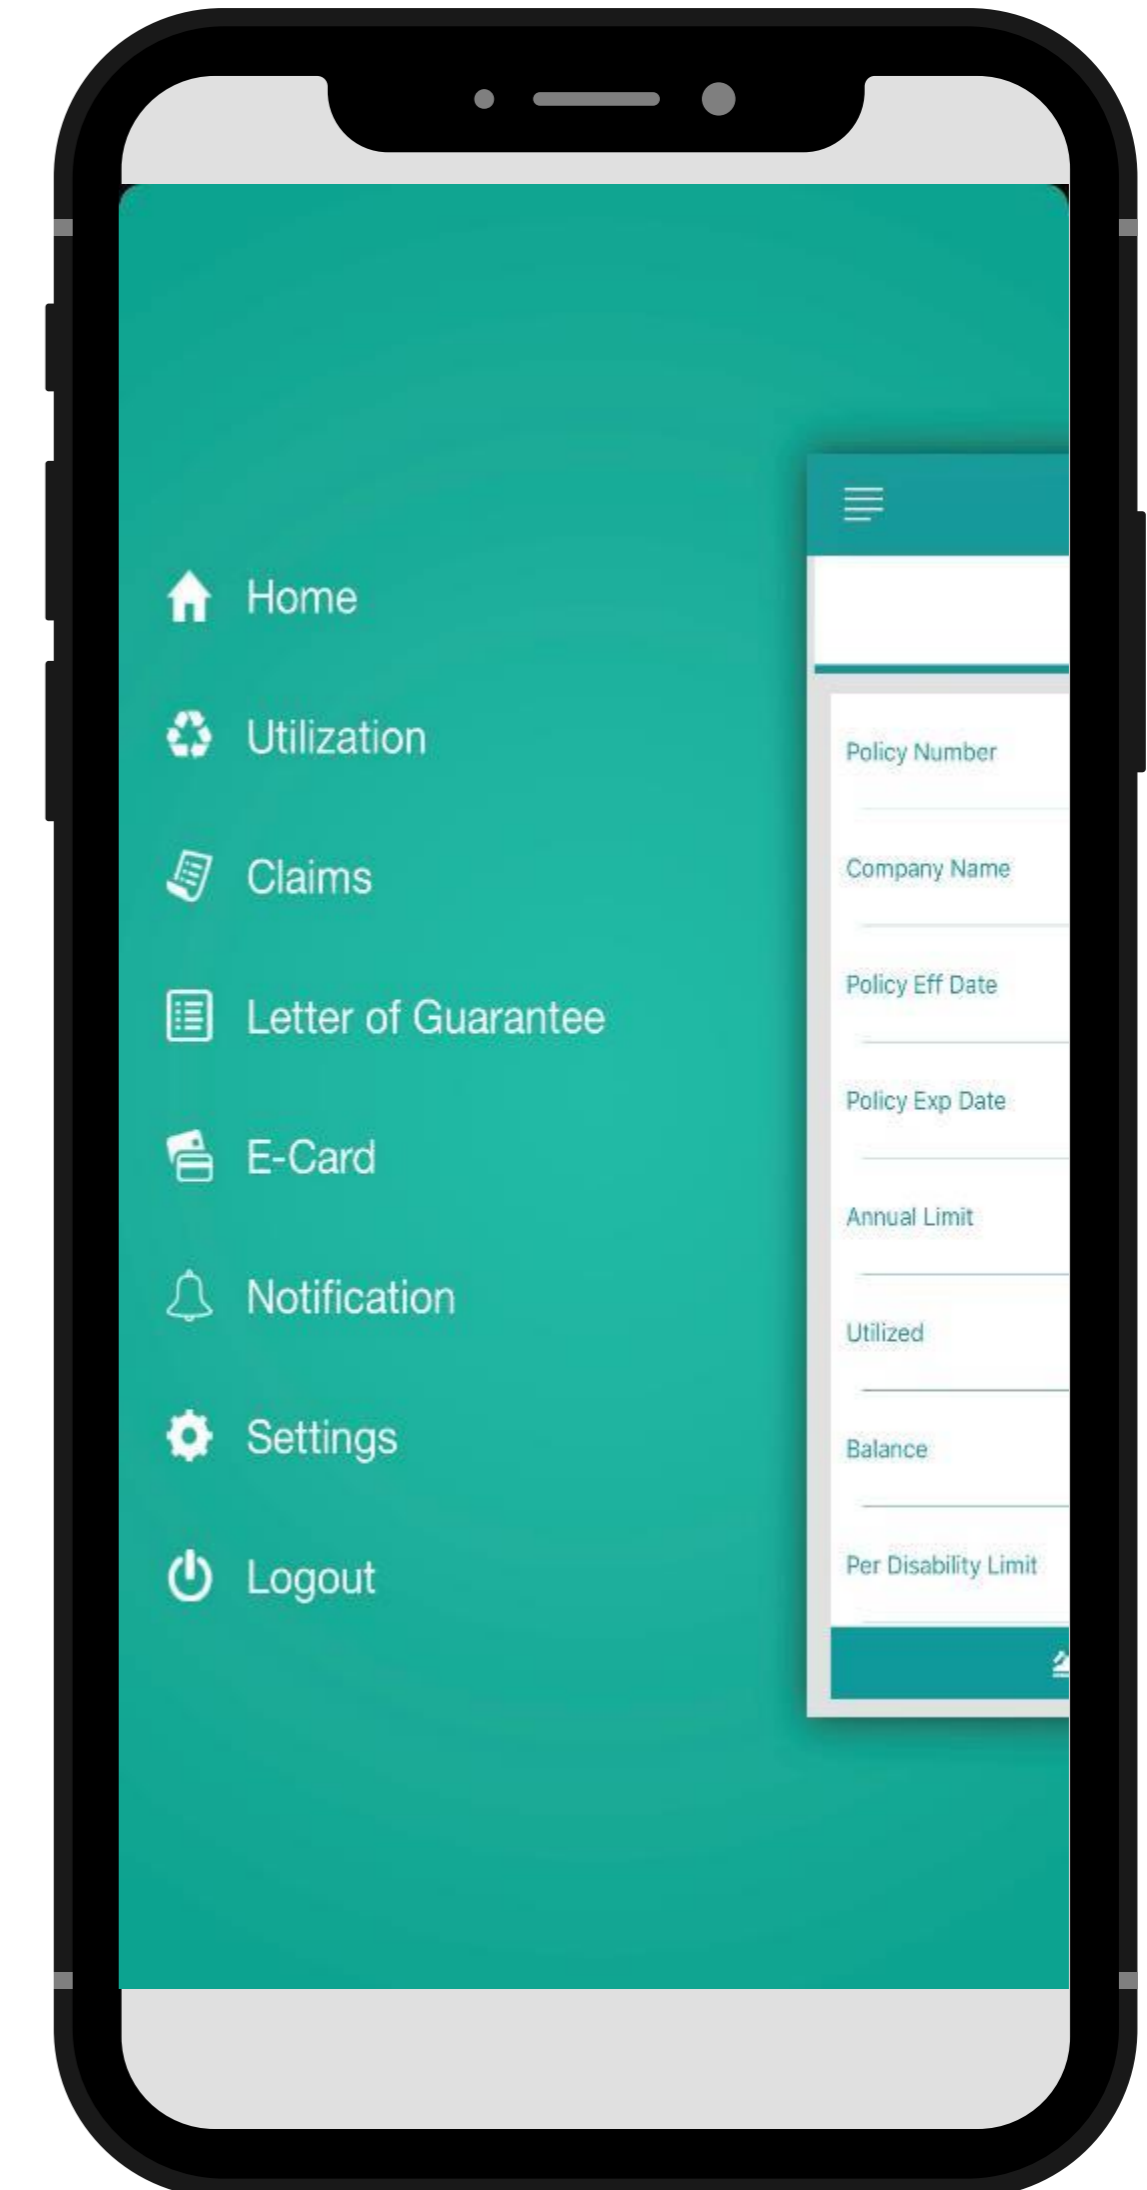 Home
Utilization
Claims
Letter of Guarantee
E-Card
Notification
Settings
Logout
Policy Number
Company Name
Policy Eff Date
Policy Exp Date
Annual Limit
Utilized
Balance
Per Disability Limit